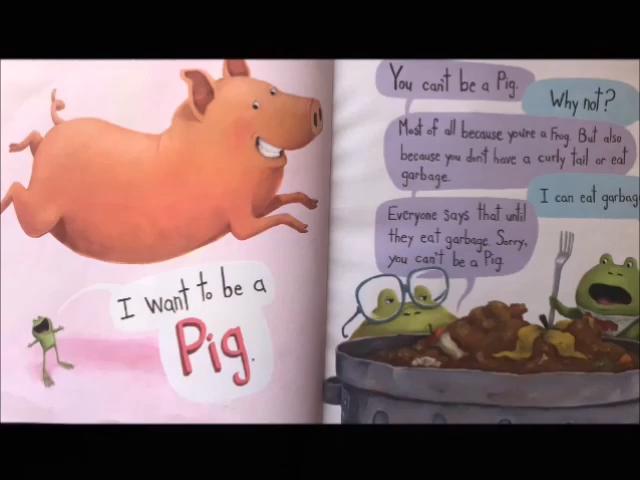 I want to be a
Pig.
You can't be a Pig.
Why not?
Most of all because you're a Frog. But also
because you don't have a curly tail or eat
garbage.
I can eat garbag
Everyone says that until
they eat garbage. Sorry,
you can't be a Pig.